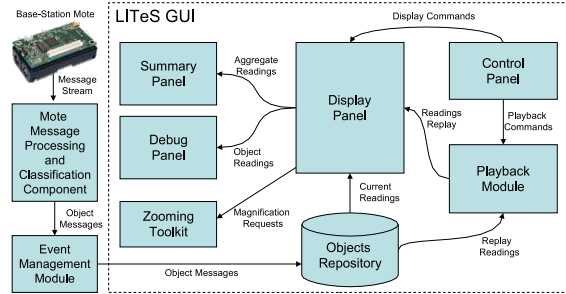 Base-Station Mote
LITeS GUI
Display Commands
Message
Stream
Summary
Panel
Aggregate
Readings
Display
Panel
Control
Panel
Mote
Message
Processing
and
Classification
Component
Debug
Panel
Object
Readings
Readings
Replay
Playback
Commands
Playback
Module
Object
Messages
Zooming
Toolkit
Magnification
Requests
Current
Readings
Event
Management
Module
Object Messages
Objects
Repository
Replay
Readings